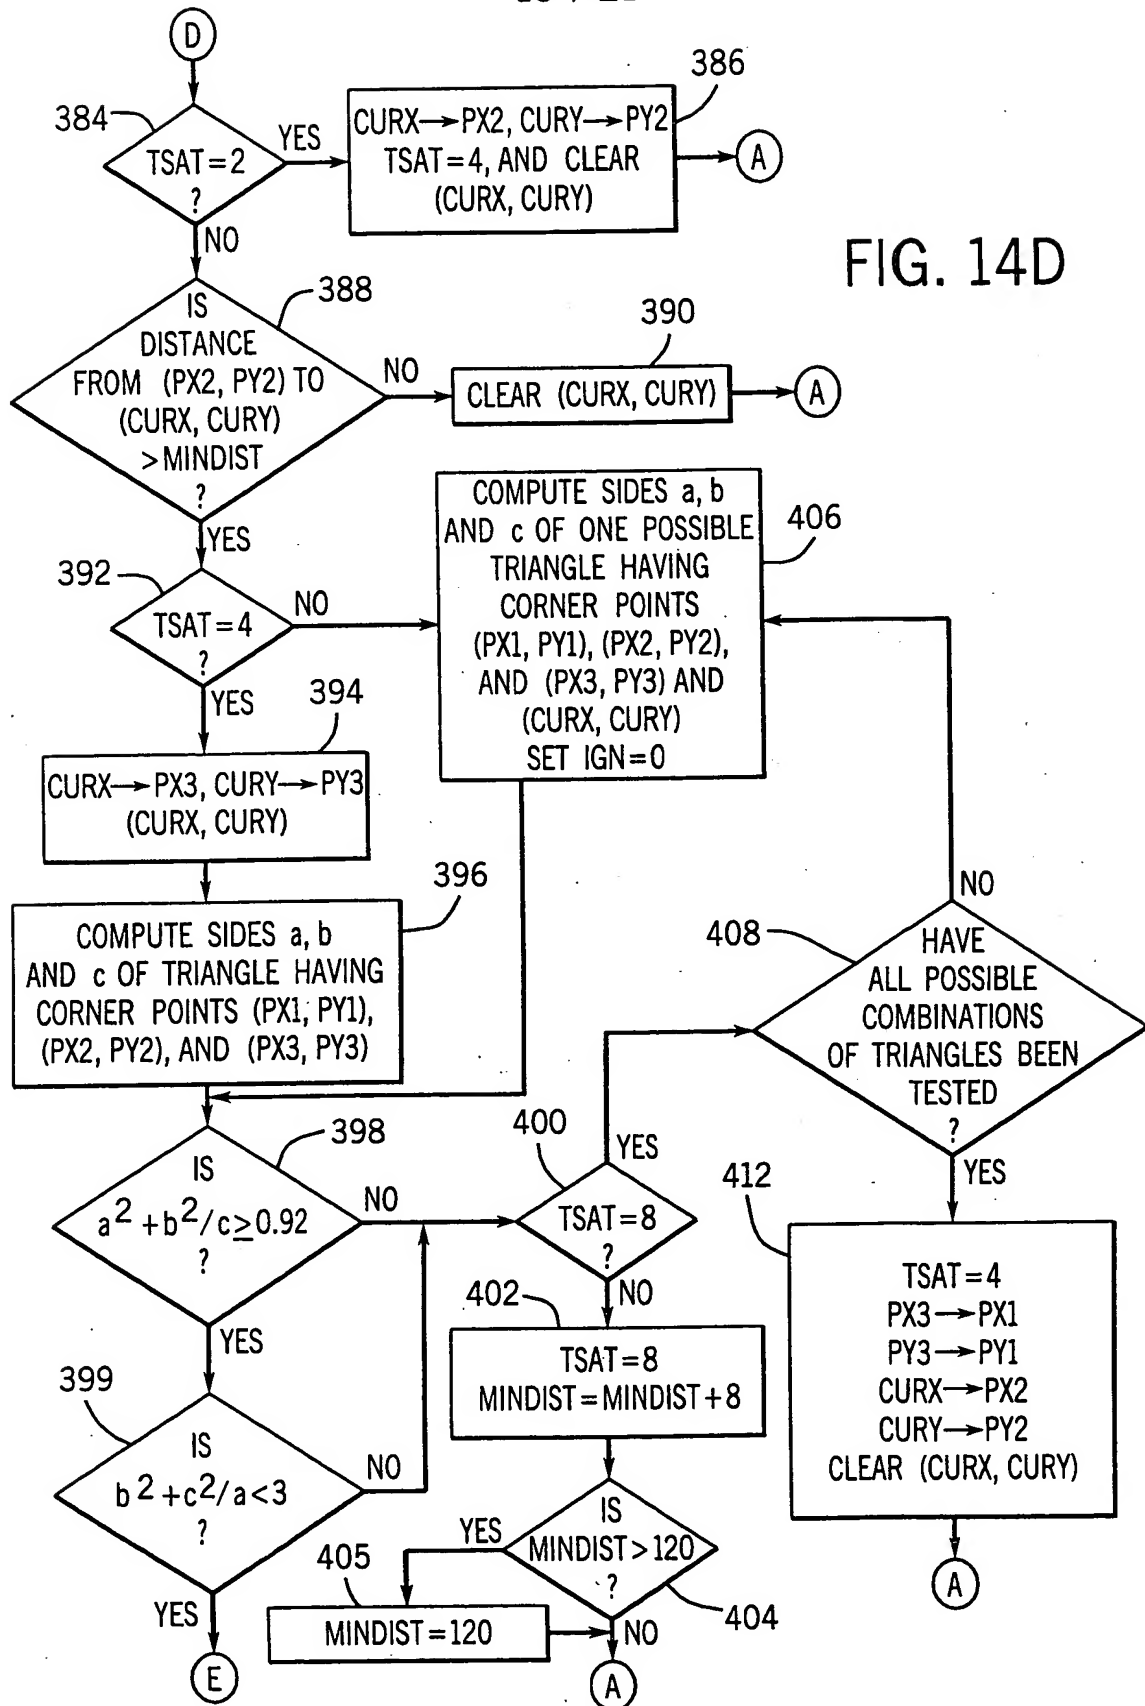 D
384
TSAT=2
?
YES
NO
386
CURX→PX2, CURY→PY2
TSAT=4, AND CLEAR
(CURX, CURY)
A
FIG. 14D
388
IS
DISTANCE
FROM (PX2, PY2) TO
(CURX, CURY)
>MINDIST
?
NO
YES
390
CLEAR (CURX, CURY)
A
392
TSAT=4
?
NO
YES
406
COMPUTE SIDES a, b
AND c OF ONE POSSIBLE
TRIANGLE HAVING
CORNER POINTS
(PX1, PY1), (PX2, PY2),
AND (PX3, PY3) AND
(CURX, CURY)
SET IGN=0
394
CURX→PX3, CURY→PY3
(CURX, CURY)
396
COMPUTE SIDES a, b
AND c OF TRIANGLE HAVING
CORNER POINTS (PX1, PY1),
(PX2, PY2), AND (PX3, PY3)
398
IS
a² +b²/c≥0.92
?
NO
YES
399
IS
b² +c²/a<3
?
NO
YES
E
400
TSAT=8
?
YES
NO
402
TSAT=8
MINDIST=MINDIST+8
IS
MINDIST>120
?
404
YES
NO
405
MINDIST=120
A
408
HAVE
ALL POSSIBLE
COMBINATIONS
OF TRIANGLES BEEN
TESTED
?
NO
YES
412
TSAT=4
PX3→PX1
PY3→PY1
CURX→PX2
CURY→PY2
CLEAR (CURX, CURY)
A